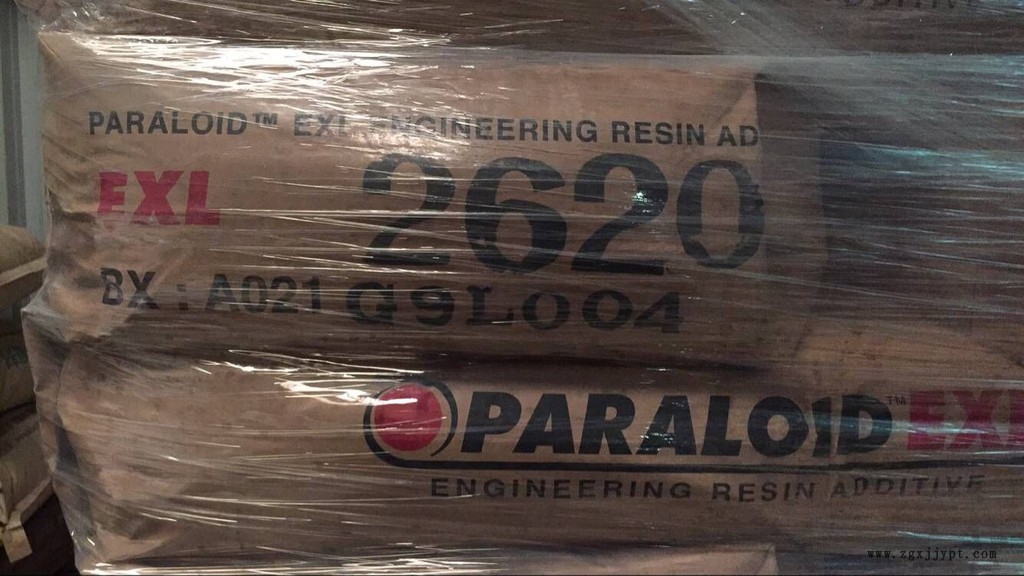 PARALOID™ EXL ENGINEERING RESIN AD
EXL
2620
BX : A021 G9L004
PARALOID™ EXL
ENGINEERING RESIN ADDITIVE
www.zgxjjypt.com